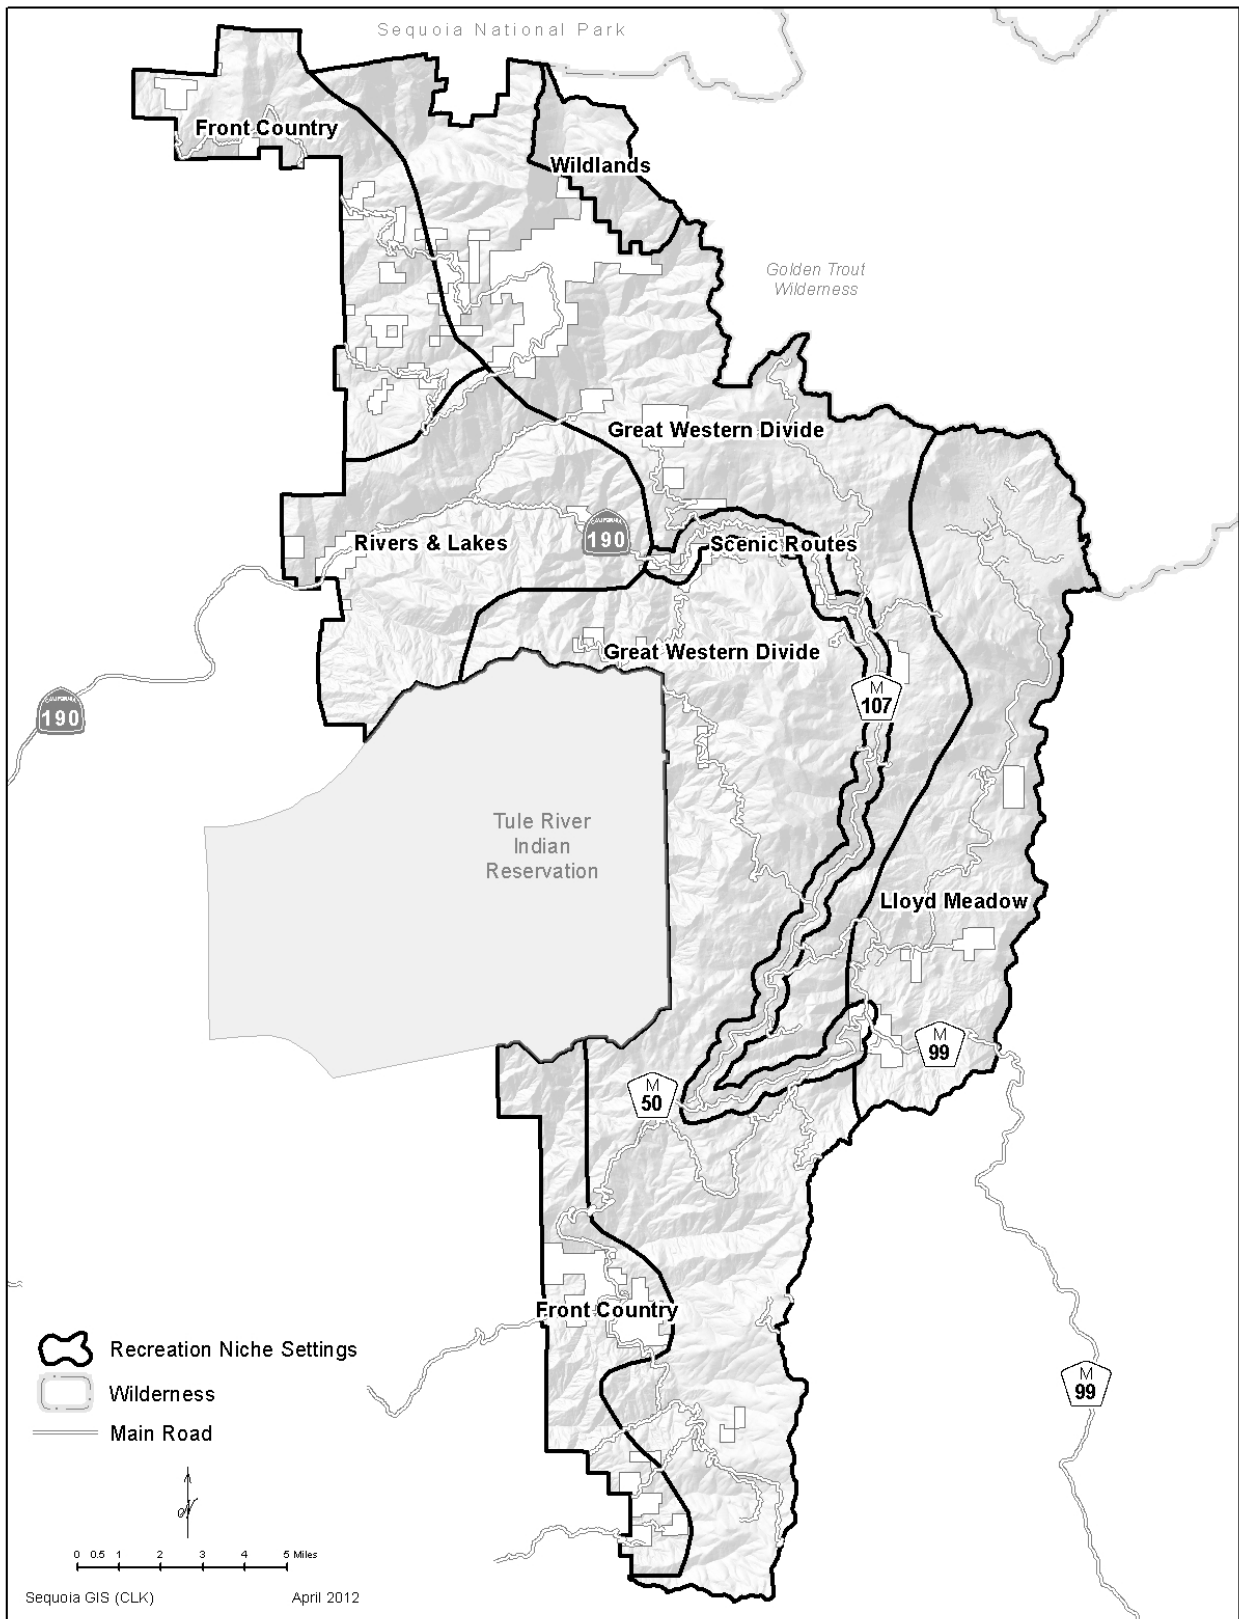 Sequoia National Park
Front Country
Wildlands
Golden Trout
Wilderness
Great Western Divide
CALIFORNIA
190
Rivers & Lakes
Scenic Routes
Great Western Divide
CALIFORNIA
190
M
107
Tule River
Indian
Reservation
Lloyd Meadow
M
99
M
50
Front Country
Recreation Niche Settings
Wilderness
Main Road
M
99
N
0 0.5 1 2 3 4 5 Miles
Sequoia GIS (CLK) April 2012